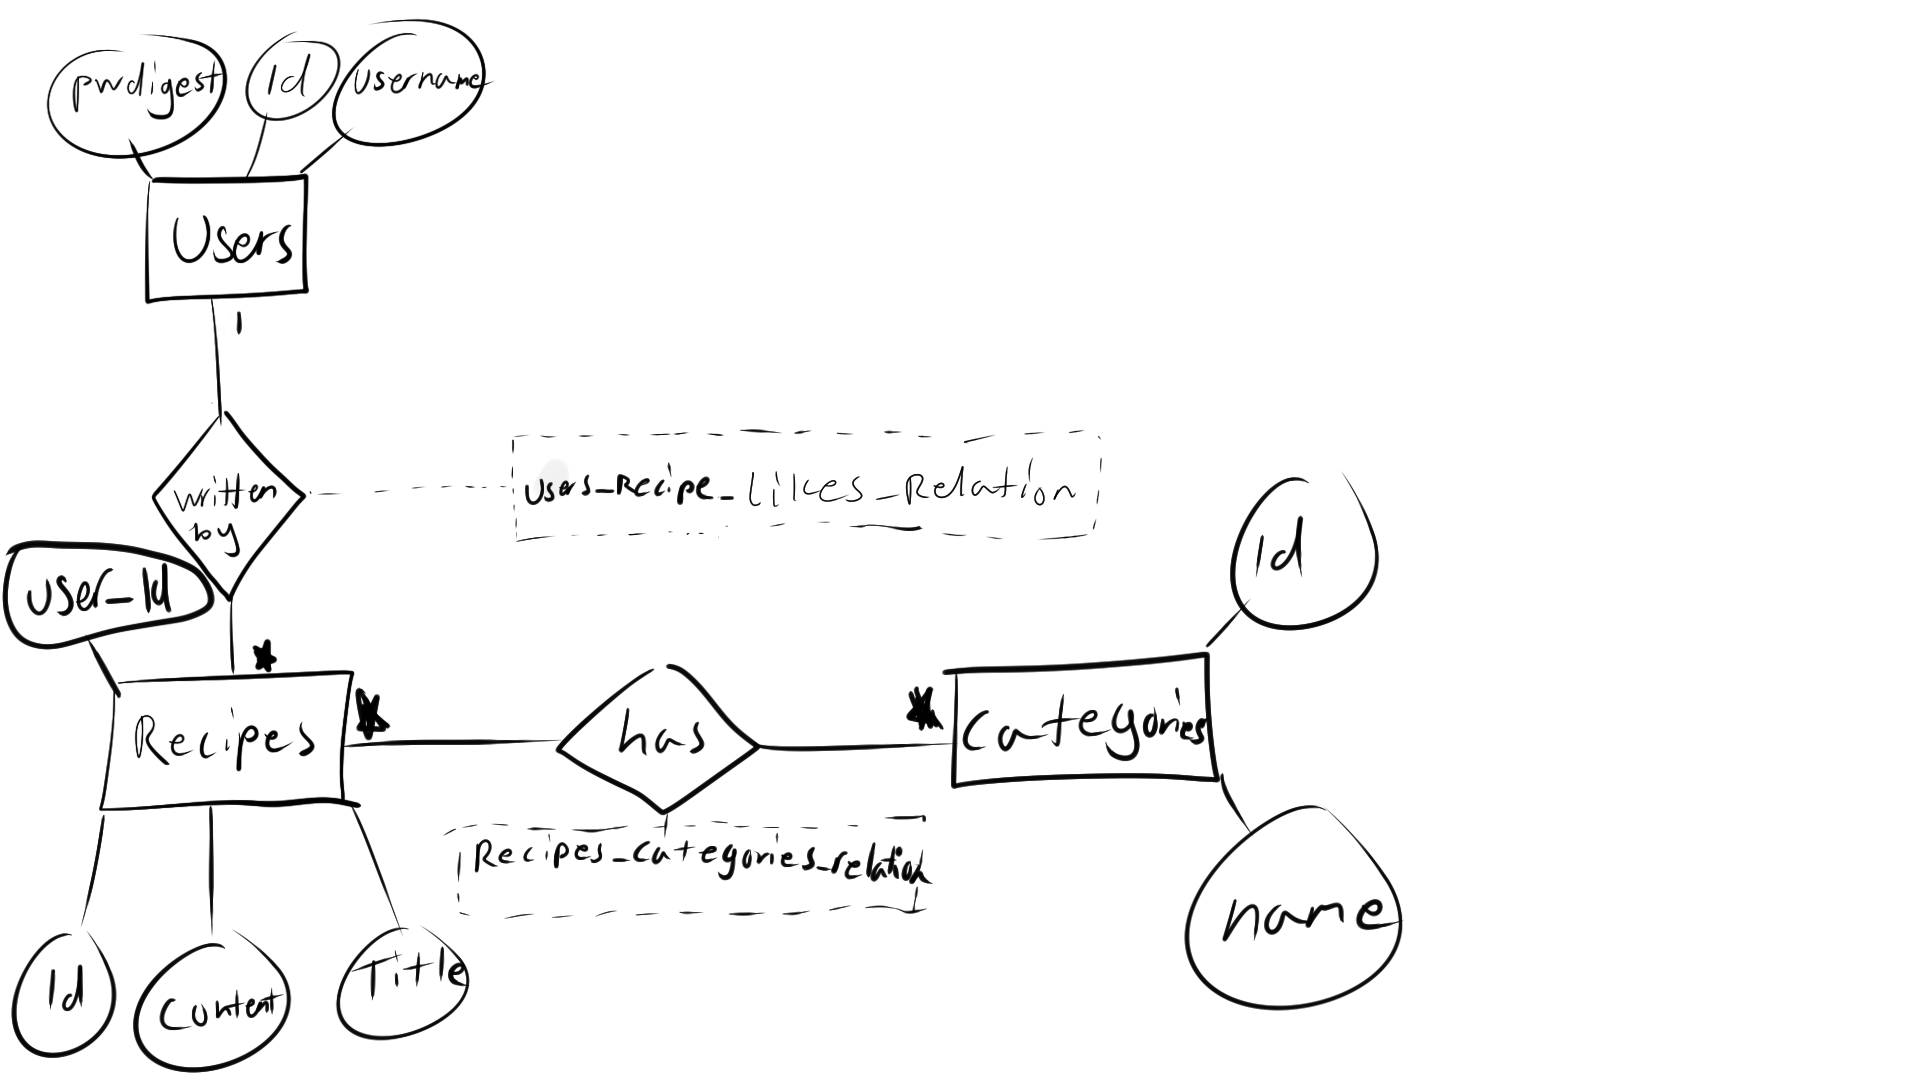 pwdigest
Id
username
Users
1
written
by
Users_Recipe_Likes_Relation
user_Id
*
Recipes
*
has
*
Categories
Id
name
Recipes_Categories_relation
Id
Content
Title